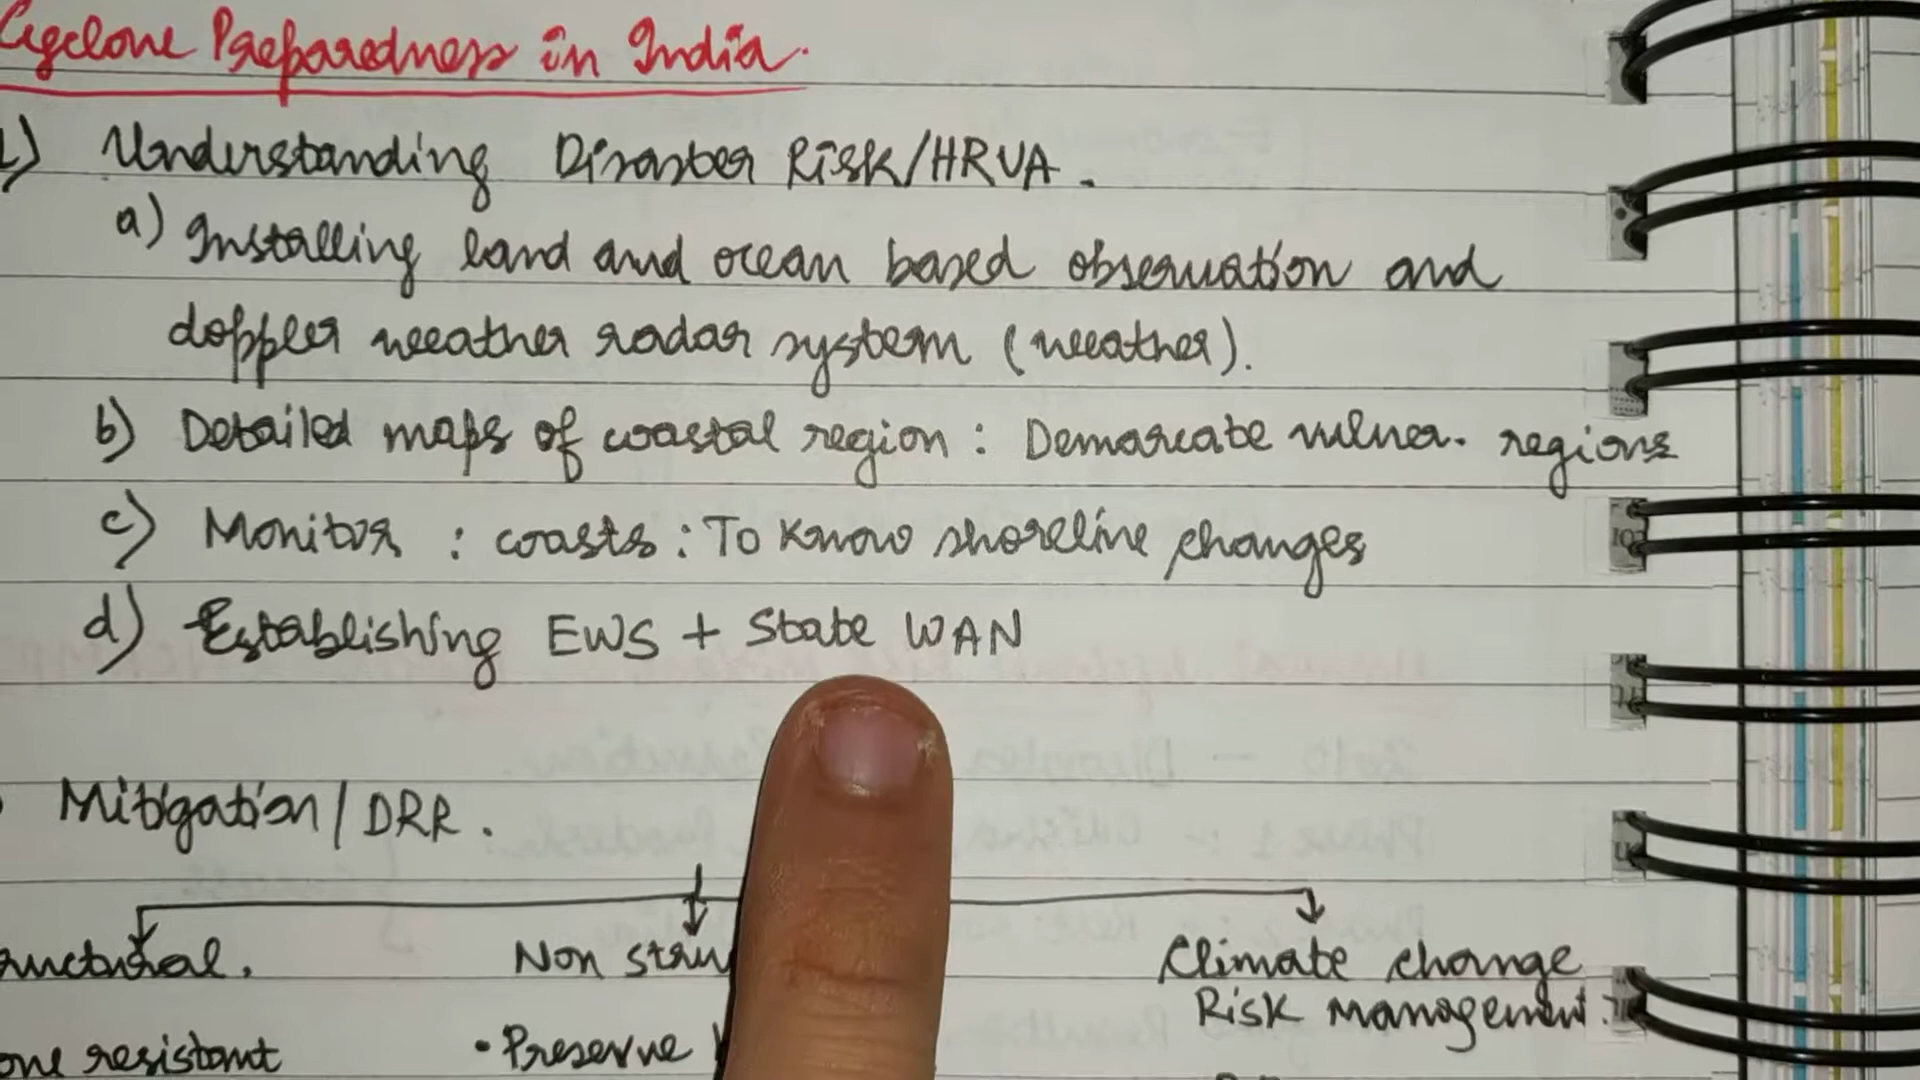 Cyclone Preparedness in India.
1) Understanding Disaster Risk/HRVA.
a) Installing land and ocean based observation and
doppler weather radar system (weather).
b) Detailed maps of coastal region : Demarcate vulner. regions
c) Monitor : coasts : To know shoreline changes
d) Establishing EWS + State WAN
Mitigation/DRR.
Non Climate change
Risk Management.
resistant • Preserve